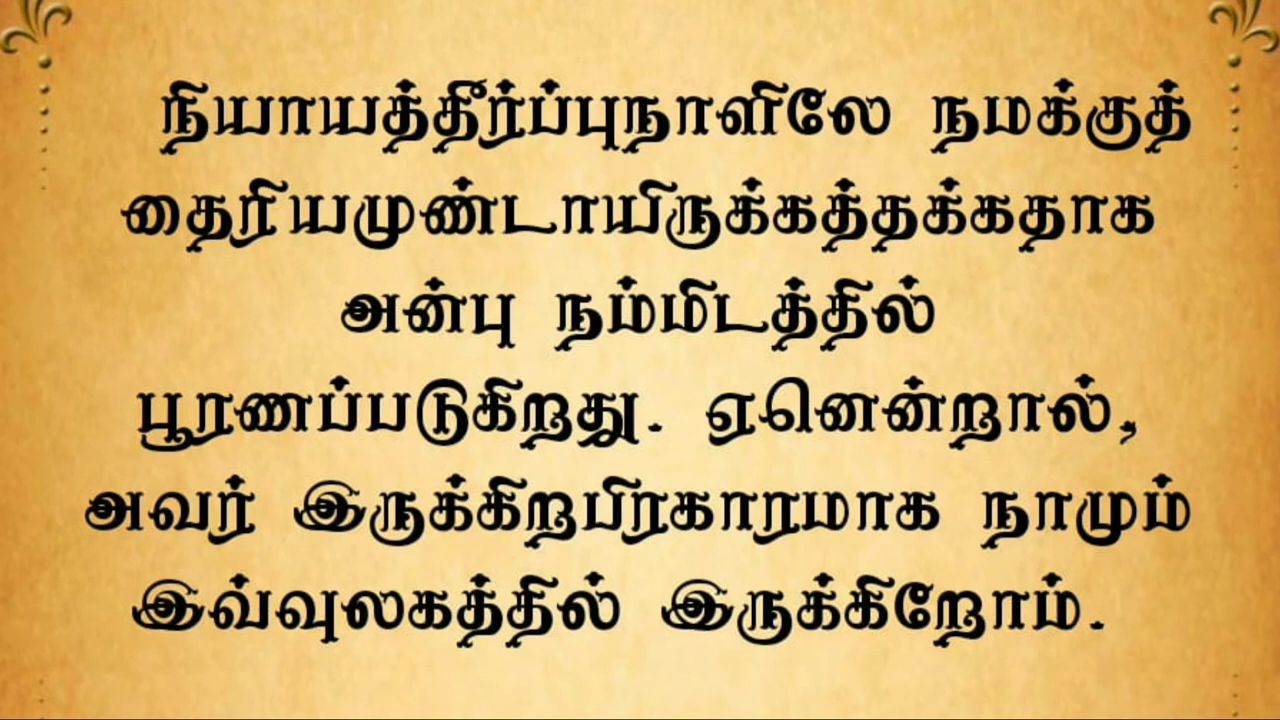 நியாயத்தீர்ப்புநாளிலே நமக்குத்
தைரியமுண்டாயிருக்கத்தக்கதாக
அன்பு நம்மிடத்தில்
பூரணப்படுகிறது. ஏனென்றால்,
அவர் இருக்கிறபிரகாரமாக நாமும்
இவ்வுலகத்தில் இருக்கிறோம்.